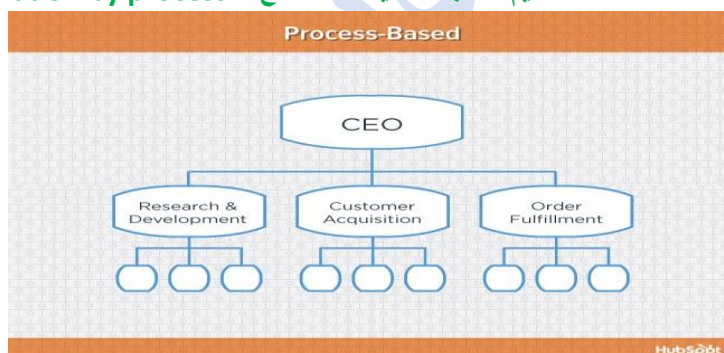 Process-Based
CEO
Research &
Development
Customer
Acquisition
Order
Fulfillment
HubSpot